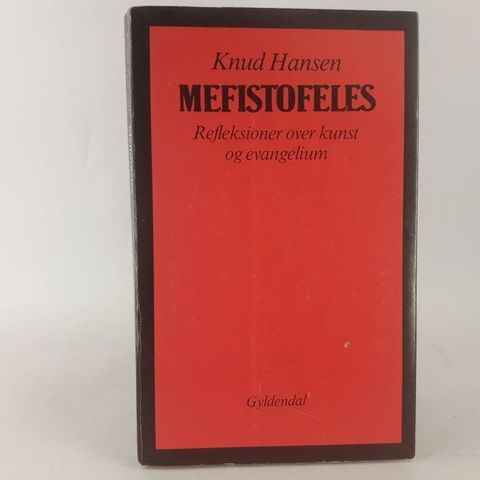 Knud Hansen
MEFISTOFELES
Refleksioner over kunst
og evangelium
Gyldendal